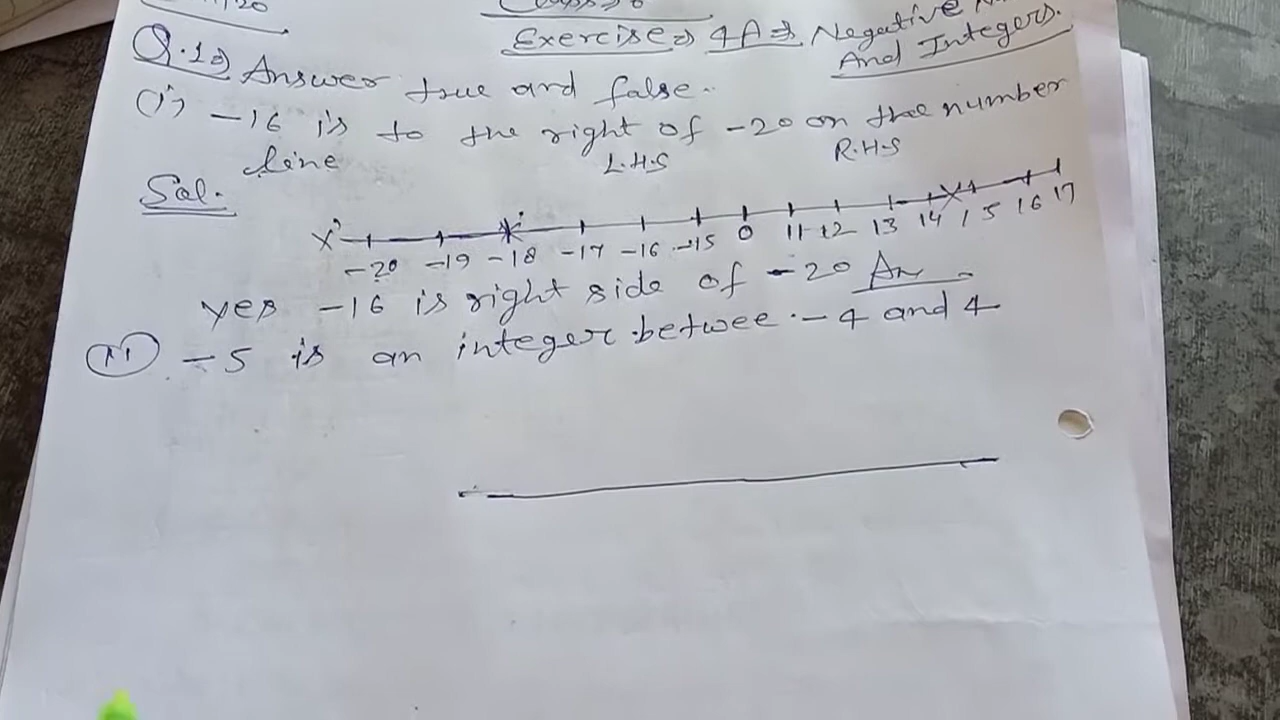 Exercise⇒ 4A⇒ Negative
And Integers.
Q.1⇒ Answer true and false.
(i) -16 is to the right of -20 on the number
line
L.H.S R.H.S
Sol.
-20 -19 -18 -17 -16 -15 0 11 12 13 14 15 16 17
yes -16 is right side of -20 An
(ii) -5 is an integer betwee -4 and 4